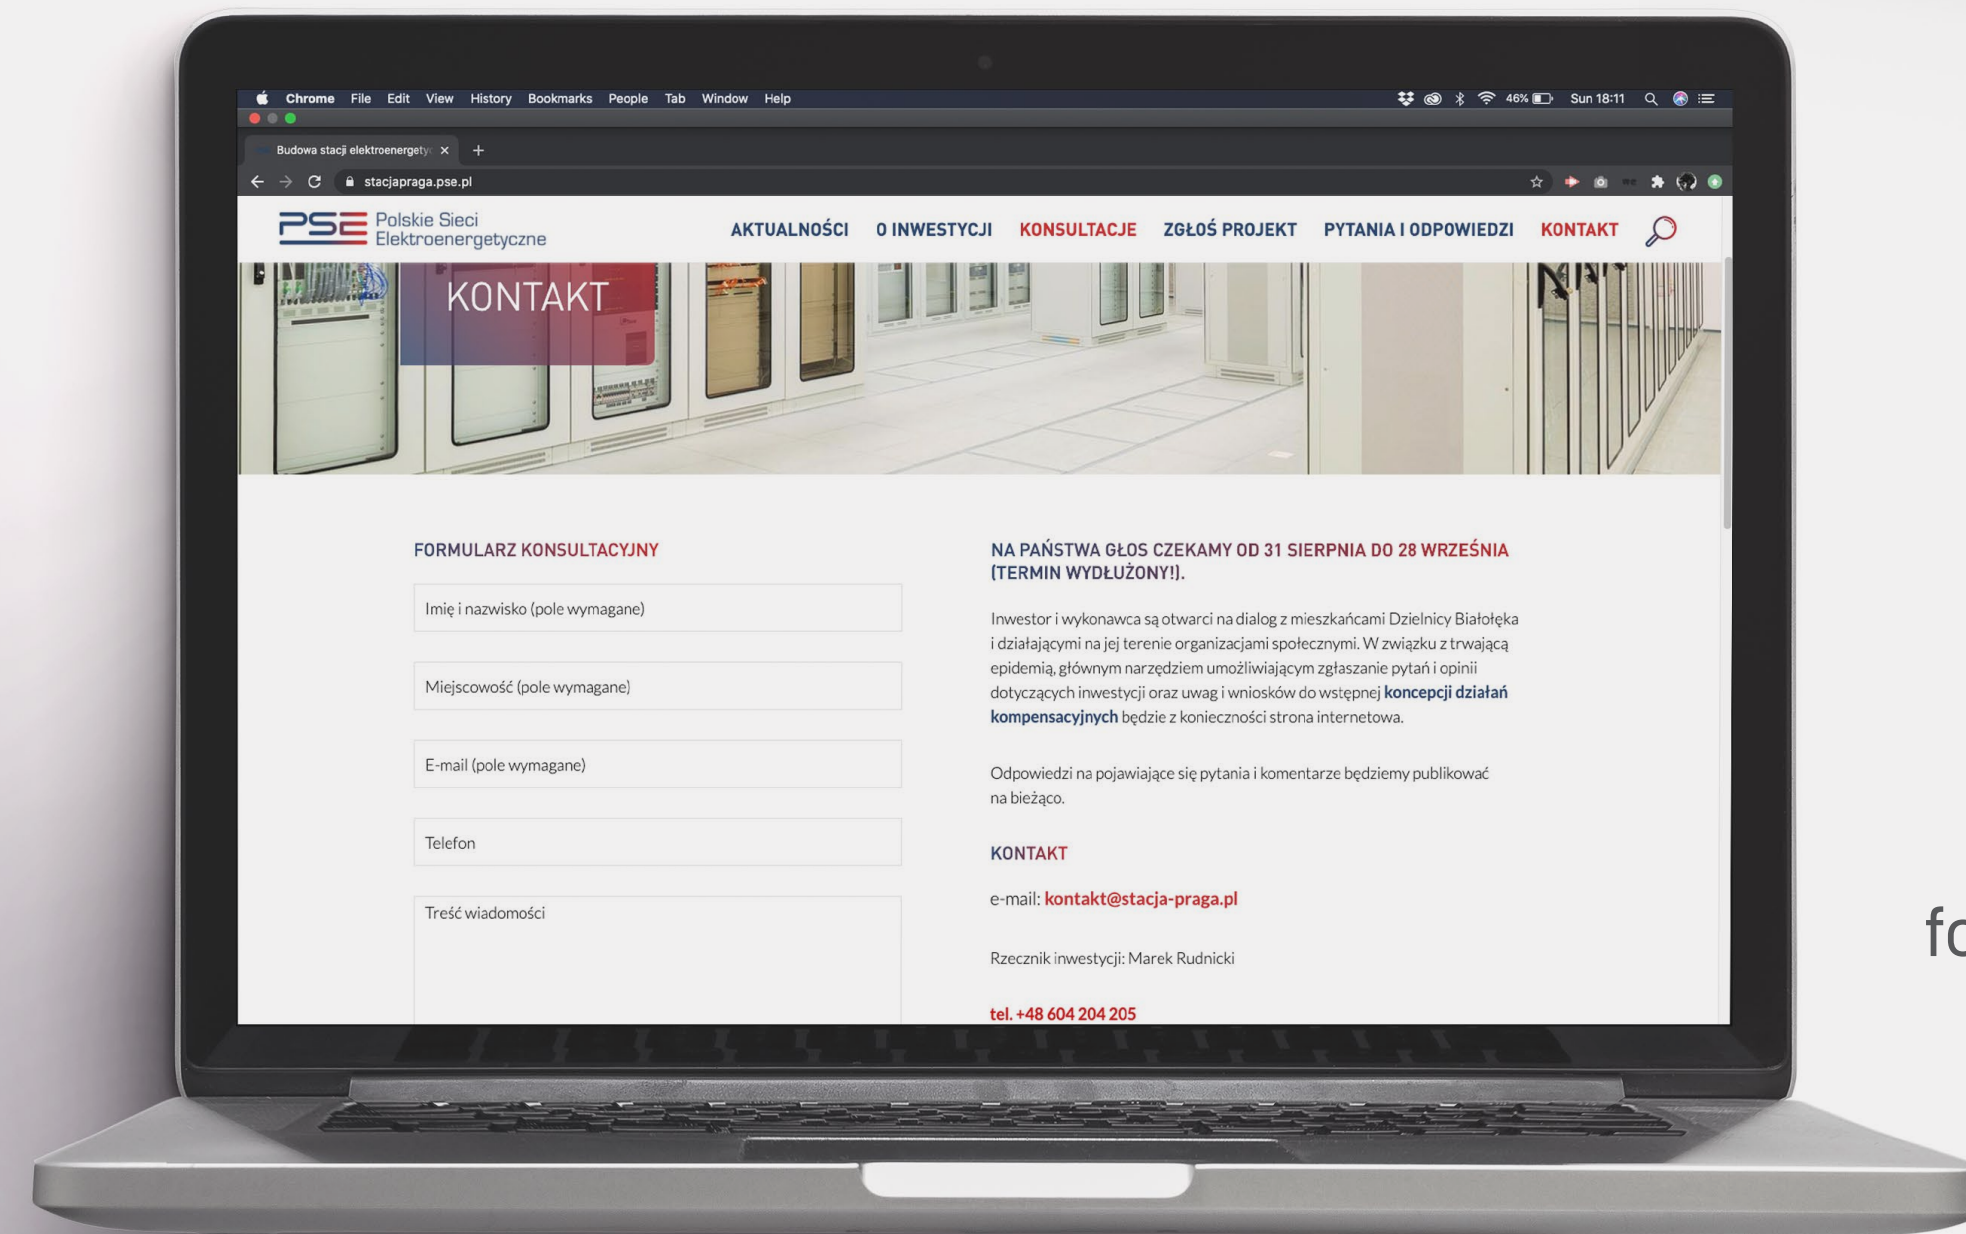 Chrome File Edit View History Bookmarks People Tab Window Help
46% Sun 18:11
Budowa stacji elektroenergety
stacjapraga.pse.pl
PSE Polskie Sieci
Elektroenergetyczne
AKTUALNOŚCI O INWESTYCJI KONSULTACJE ZGŁOŚ PROJEKT PYTANIA I ODPOWIEDZI KONTAKT
KONTAKT
FORMULARZ KONSULTACYJNY
Imię i nazwisko (pole wymagane)
Miejscowość (pole wymagane)
E-mail (pole wymagane)
Telefon
Treść wiadomości
NA PAŃSTWA GŁOS CZEKAMY OD 31 SIERPNIA DO 28 WRZEŚNIA
(TERMIN WYDŁUŻONY!).
Inwestor i wykonawca są otwarci na dialog z mieszkańcami Dzielnicy Białołęka
i działającymi na jej terenie organizacjami społecznymi. W związku z trwającą
epidemią, głównym narzędziem umożliwiającym zgłaszanie pytań i opinii
dotyczących inwestycji oraz uwag i wniosków do wstępnej koncepcji działań
kompensacyjnych będzie z konieczności strona internetowa.
Odpowiedzi na pojawiające się pytania i komentarze będziemy publikować
na bieżąco.
KONTAKT
e-mail: kontakt@stacja-praga.pl
Rzecznik inwestycji: Marek Rudnicki
tel. +48 604 204 205